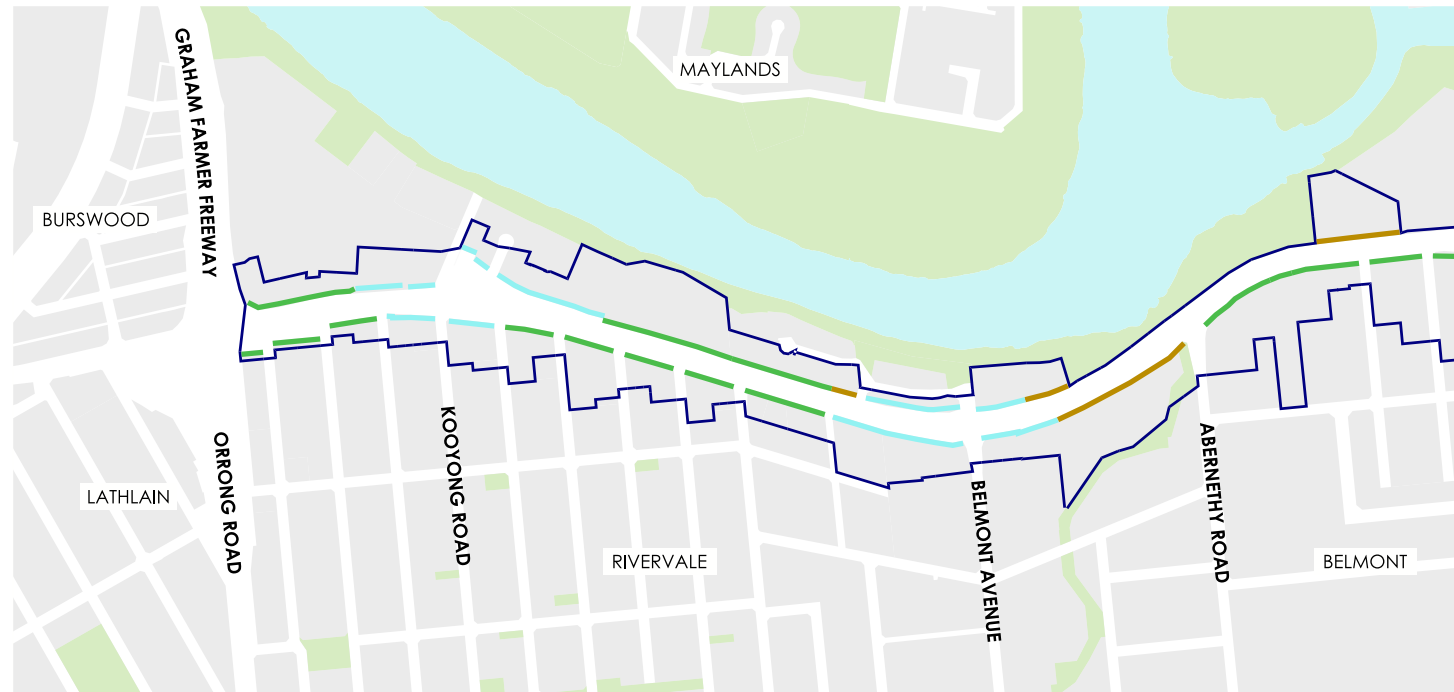 MAYLANDS
GRAHAM FARMER FREEWAY
BURSWOOD
KOOYONG ROAD
ORRONG ROAD
LATHLAIN
ABERNETHY ROAD
BELMONT AVENUE
RIVERVALE
BELMONT